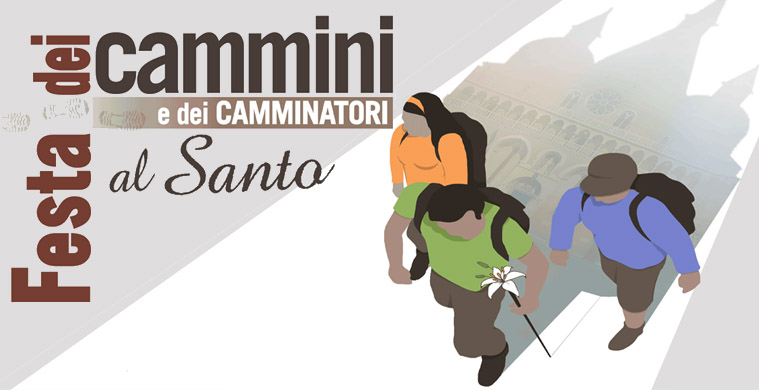 Festa dei
cammini
e dei CAMMINATORI
al Santo